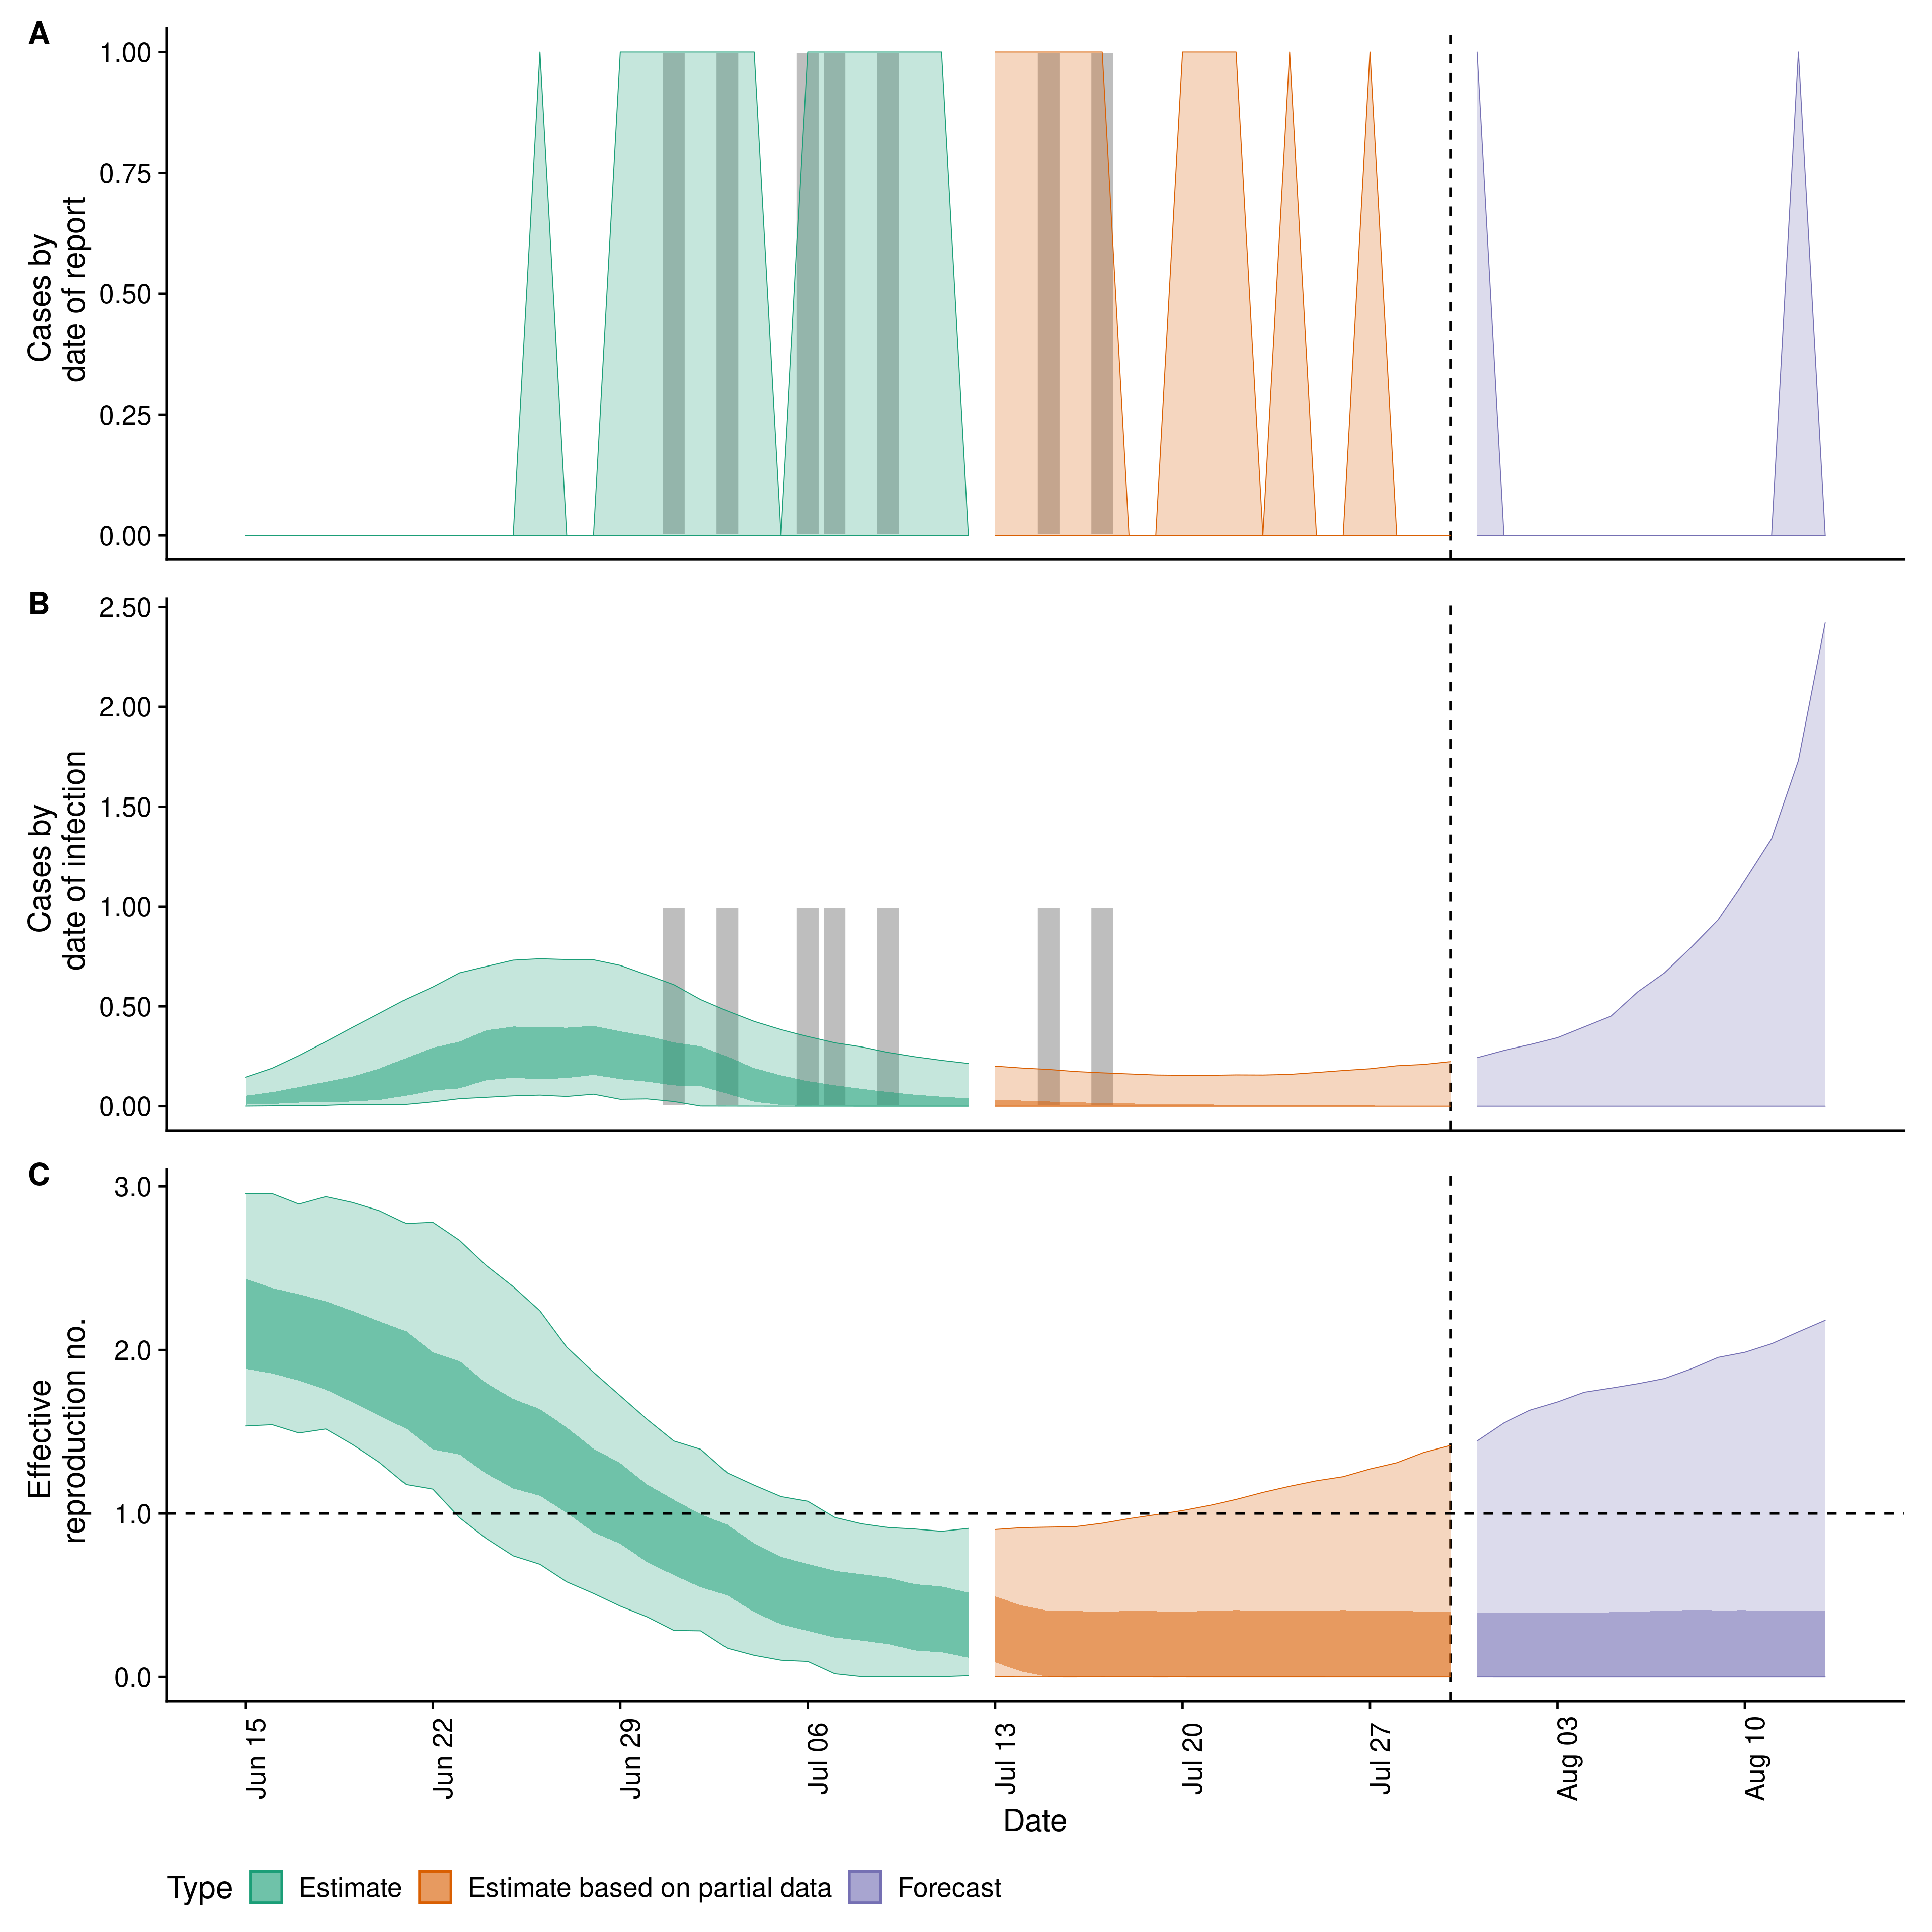 A
1.00
0.75
0.50
0.25
0.00
Cases by
date of report
B
2.50
2.00
1.50
1.00
0.50
0.00
Cases by
date of infection
C
3.0
2.0
1.0
0.0
Effective
reproduction no.
Jun 15
Jun 22
Jun 29
Jul 06
Jul 13
Jul 20
Jul 27
Aug 03
Aug 10
Date
Type Estimate Estimate based on partial data Forecast